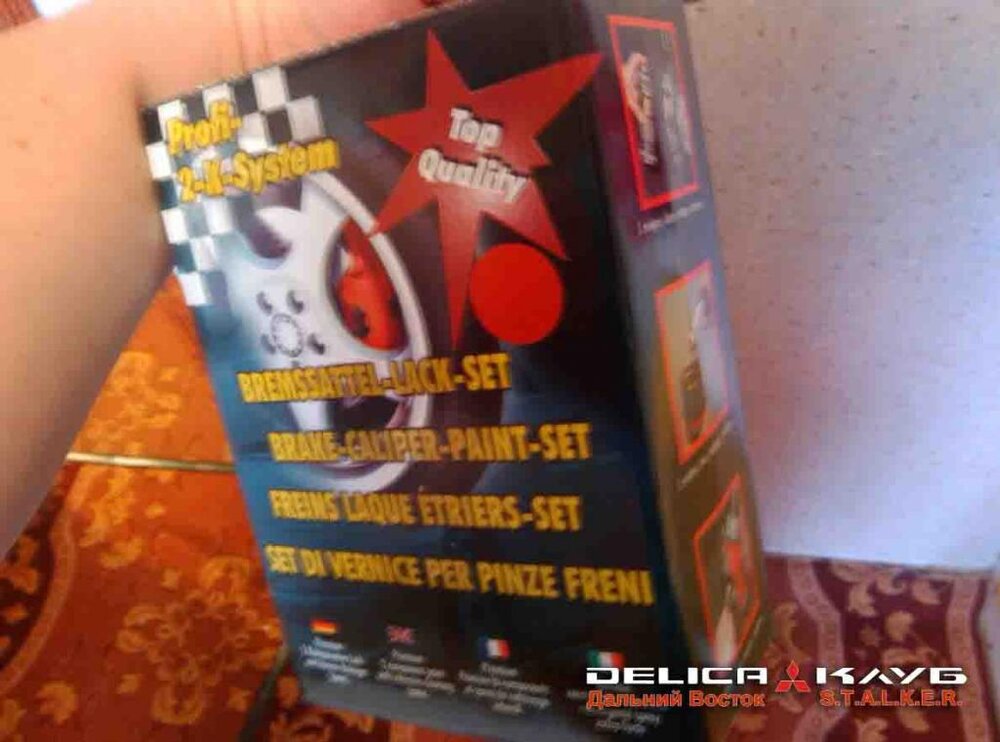 Profi-
2-K-System
Top
Quality
BREMSSATTEL-LACK-SET
BRAKE-CALIPER-PAINT-SET
FREINS LAQUE ÉTRIERS-SET
SET DI VERNICE PER PINZE FRENI
DELICA КЛУБ
Дальний Восток S.T.A.L.K.E.R.